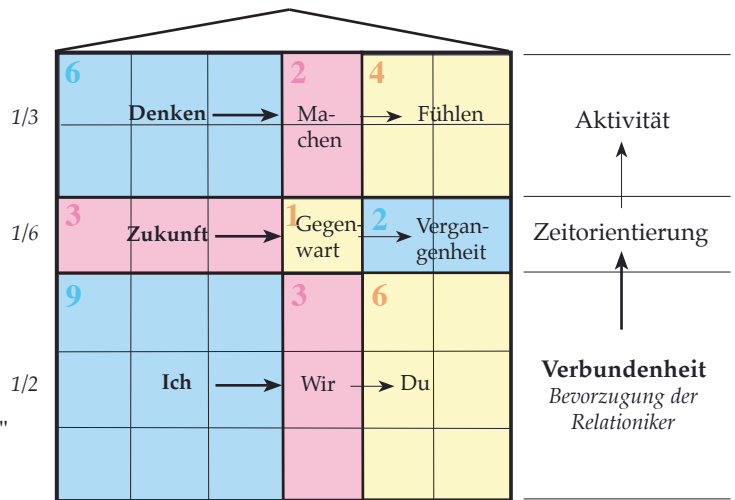 6 2 4
1/3 Denken Ma- Fühlen Aktivität
chen
3 1 2
1/6 Zukunft Gegen- Vergan- Zeitorientierung
wart genheit
9 3 6
1/2 Ich Wir Du Verbundenheit
Bevorzugung der
" Relationiker